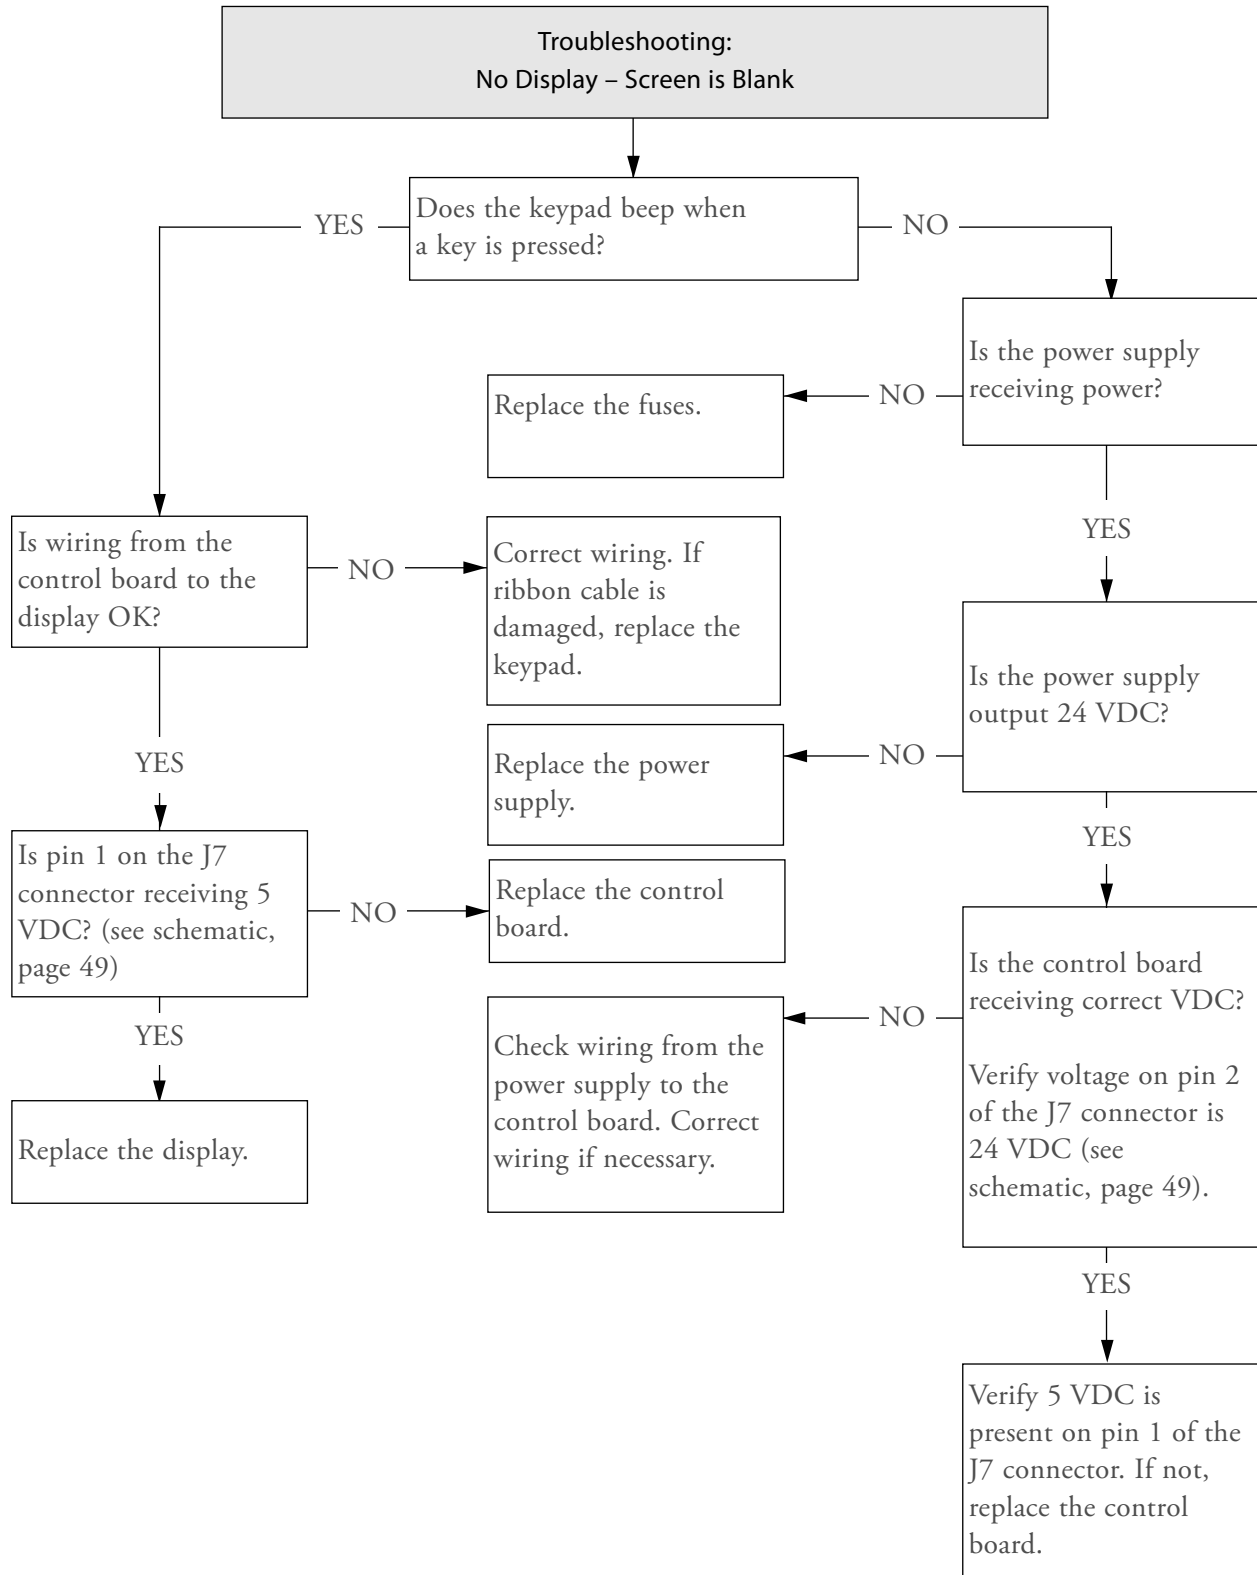 Troubleshooting:
No Display – Screen is Blank
Does the keypad beep when
a key is pressed?
YES
NO
Is the power supply
receiving power?
NO
Replace the fuses.
YES
Is wiring from the
control board to the
display OK?
NO
Correct wiring. If
ribbon cable is
damaged, replace the
keypad.
Is the power supply
output 24 VDC?
NO
Replace the power
supply.
YES
YES
Is pin 1 on the J7
connector receiving 5
VDC? (see schematic,
page 49)
NO
Replace the control
board.
Is the control board
receiving correct VDC?
Verify voltage on pin 2
of the J7 connector is
24 VDC (see
schematic, page 49).
NO
Check wiring from the
power supply to the
control board. Correct
wiring if necessary.
YES
Replace the display.
YES
Verify 5 VDC is
present on pin 1 of the
J7 connector. If not,
replace the control
board.